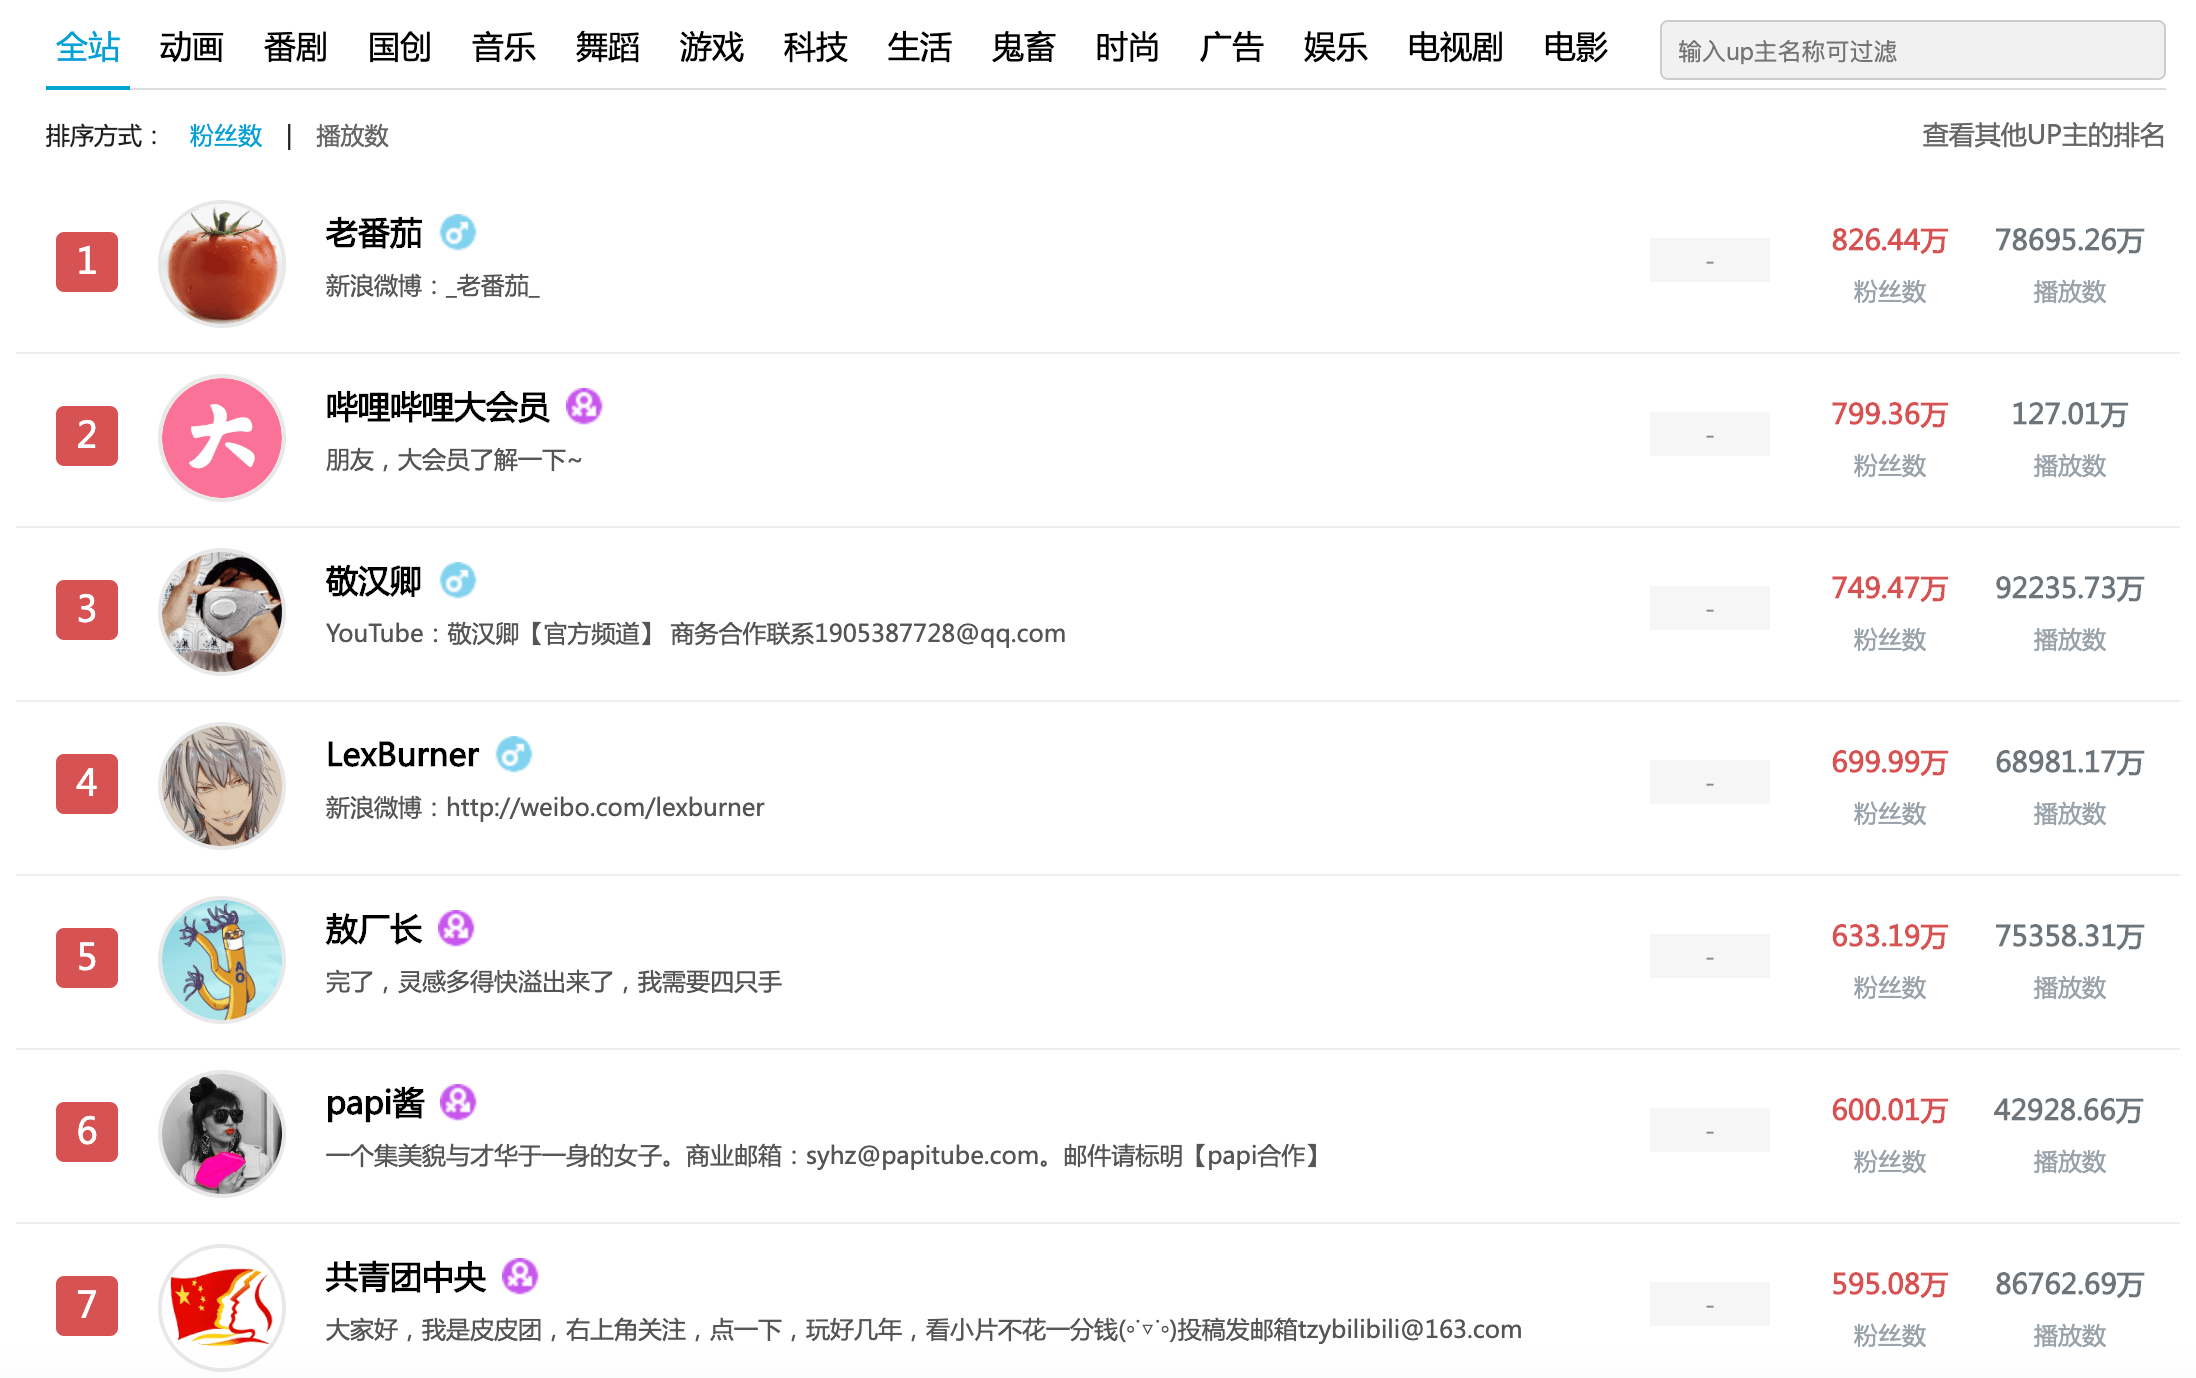 全站 动画 番剧 国创 音乐 舞蹈 游戏 科技 生活 鬼畜 时尚 广告 娱乐 电视剧 电影 输入up主名称可过滤
排序方式： 粉丝数 | 播放数 查看其他UP主的排名
1 老番茄 - 826.44万 78695.26万
新浪微博：_老番茄_ 粉丝数 播放数
2 大 哔哩哔哩大会员 - 799.36万 127.01万
朋友，大会员了解一下~ 粉丝数 播放数
3 敬汉卿 - 749.47万 92235.73万
YouTube：敬汉卿【官方频道】 商务合作联系1905387728@qq.com 粉丝数 播放数
4 LexBurner - 699.99万 68981.17万
新浪微博：http://weibo.com/lexburner 粉丝数 播放数
5 AO 敖厂长 - 633.19万 75358.31万
完了，灵感多得快溢出来了，我需要四只手 粉丝数 播放数
6 papi酱 - 600.01万 42928.66万
一个集美貌与才华于一身的女子。商业邮箱：syhz@papitube.com。邮件请标明【papi合作】 粉丝数 播放数
7 共青团中央 - 595.08万 86762.69万
大家好，我是皮皮团，右上角关注，点一下，玩好几年，看小片不花一分钱(∘˙▿˙∘)投稿发邮箱tzybilibili@163.com 粉丝数 播放数